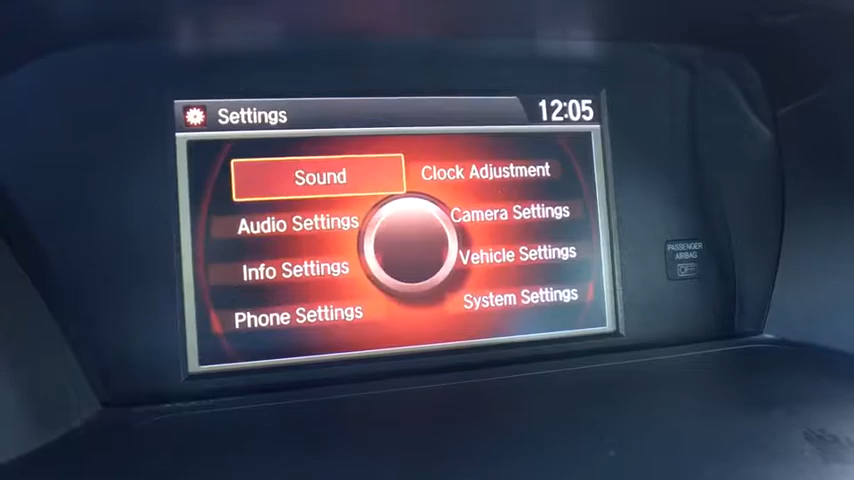 Settings
12:05
Sound
Clock Adjustment
Audio Settings
Camera Settings
Info Settings
Vehicle Settings
Phone Settings
System Settings
PASSENGER
AIRBAG
OFF